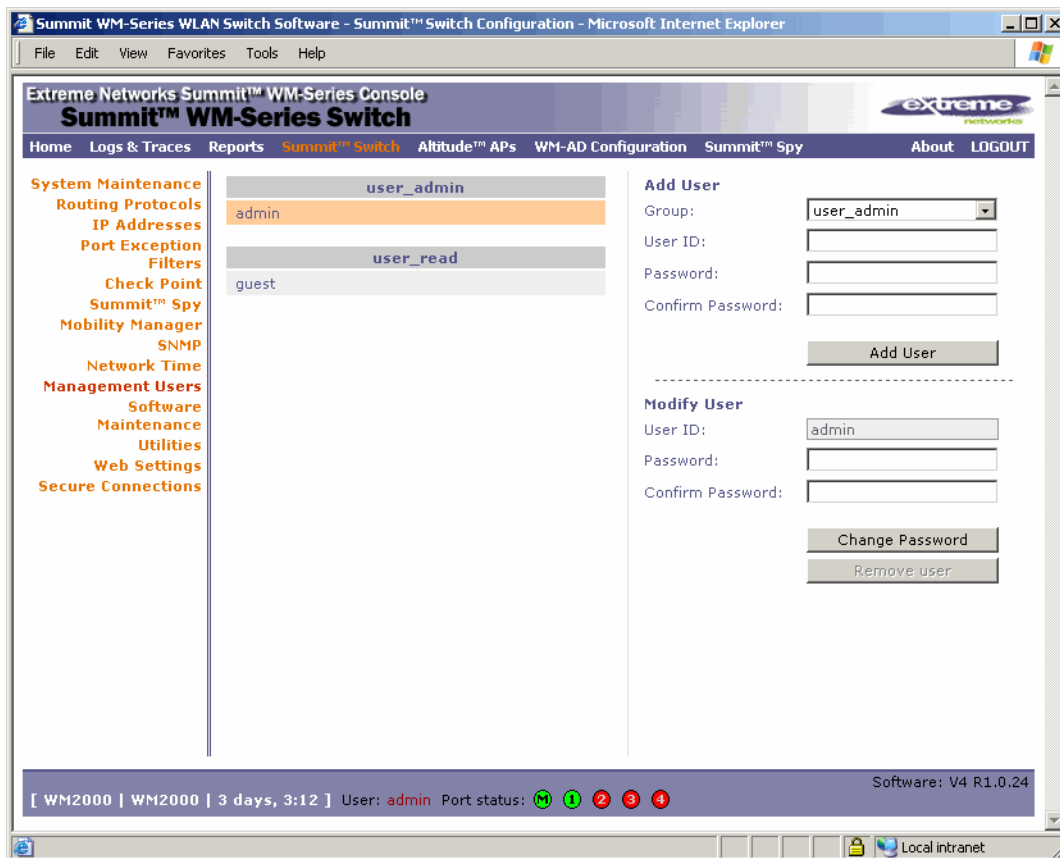 Summit WM-Series WLAN Switch Software - Summit™ Switch Configuration - Microsoft Internet Explorer
File Edit View Favorites Tools Help
Extreme Networks Summit™ WM-Series Console
Summit™ WM-Series Switch
extreme
networks
Home Logs & Traces Reports Summit™ Switch Altitude™ APs WM-AD Configuration Summit™ Spy About LOGOUT
System Maintenance
Routing Protocols
IP Addresses
Port Exception
Filters
Check Point
Summit™ Spy
Mobility Manager
SNMP
Network Time
Management Users
Software
Maintenance
Utilities
Web Settings
Secure Connections
user_admin
admin
user_read
guest
Add User
Group: user_admin
User ID:
Password:
Confirm Password:
Add User
Modify User
User ID: admin
Password:
Confirm Password:
Change Password
Remove user
Software: V4 R1.0.24
[ WM2000 | WM2000 | 3 days, 3:12 ] User: admin Port status: M 1 2 3 4
Local intranet